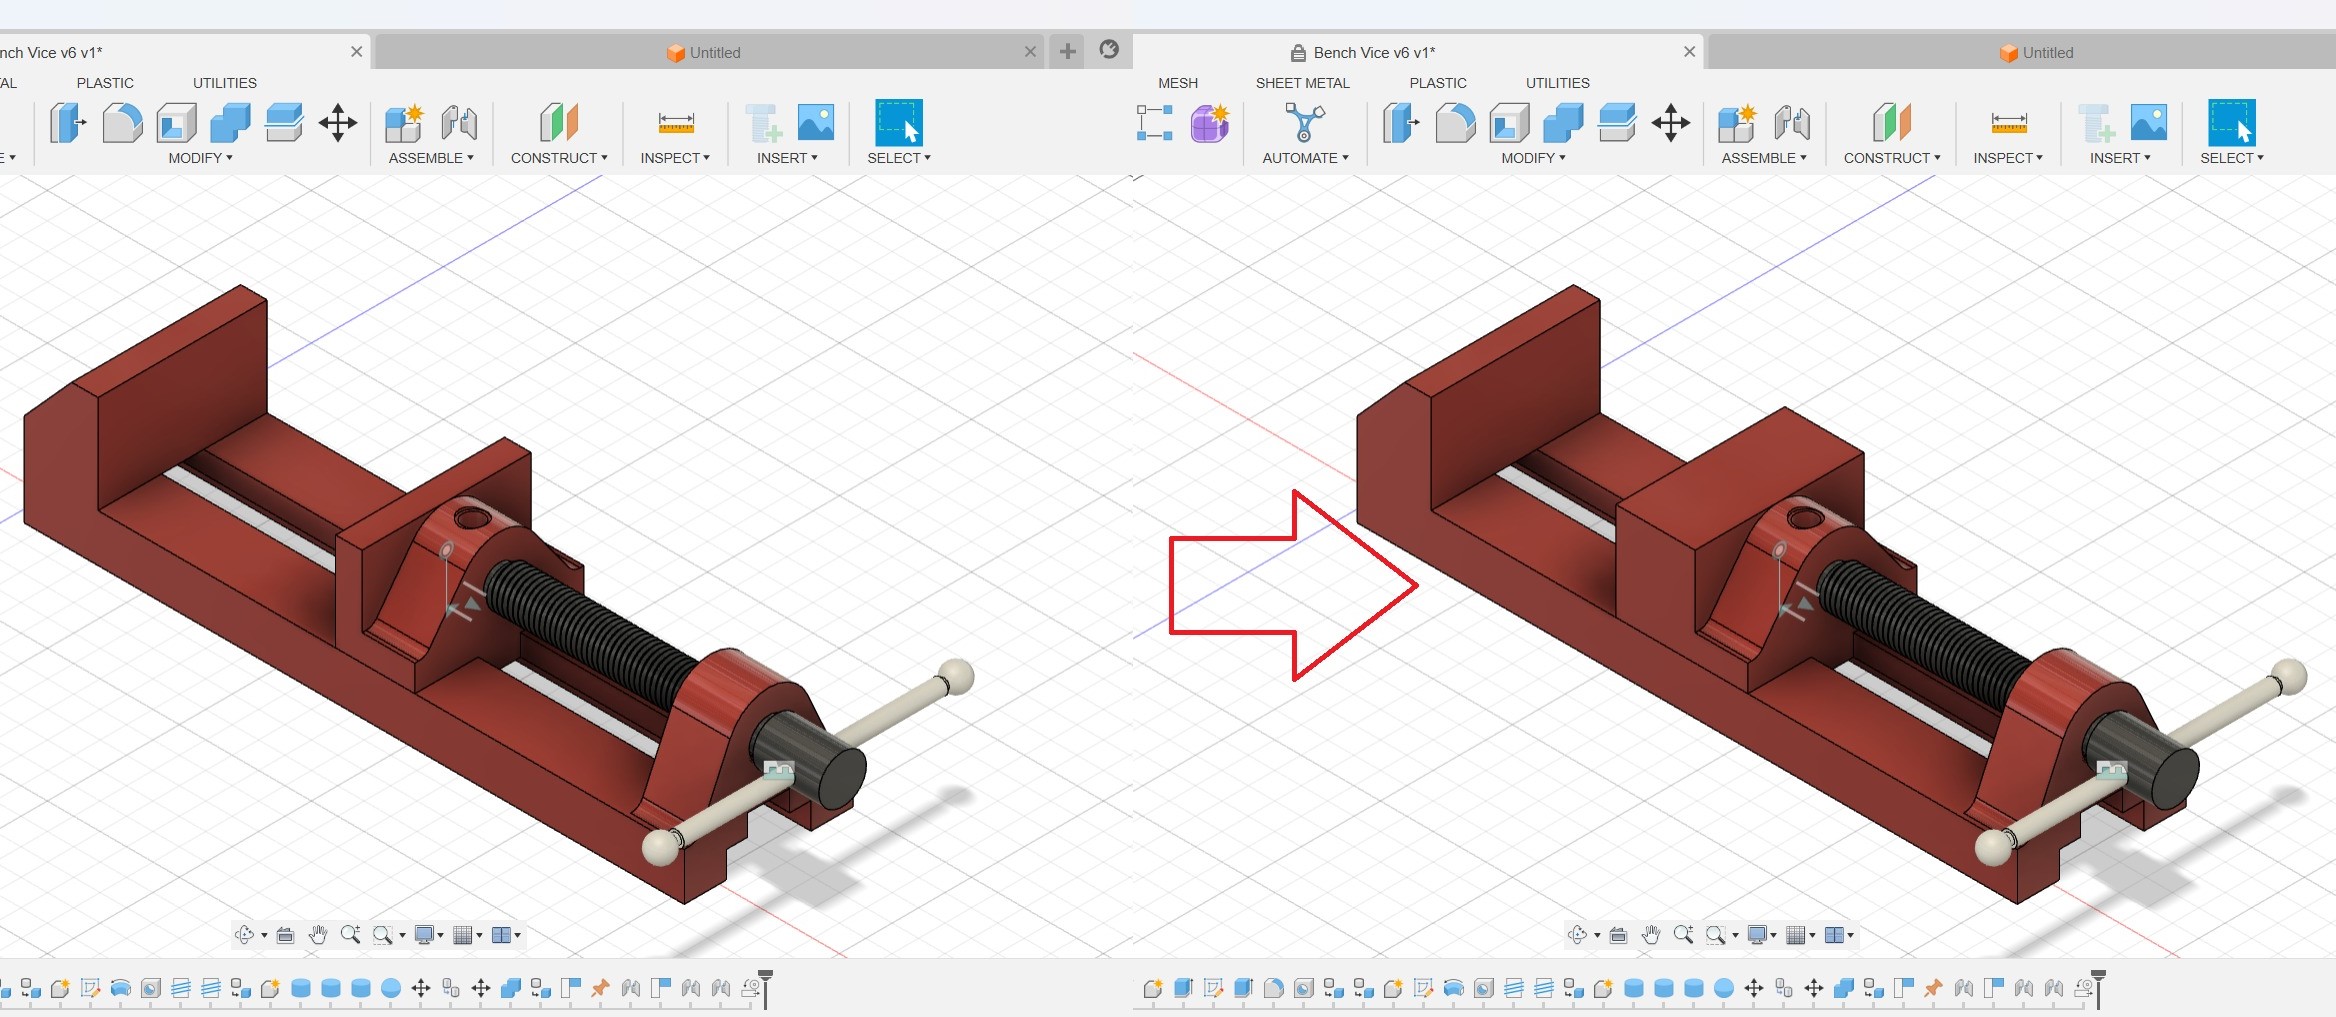 nch Vice v6 v1*
Untitled
Bench Vice v6 v1*
Untitled
AL
PLASTIC
UTILITIES
MESH
SHEET METAL
PLASTIC
UTILITIES
E
MODIFY
ASSEMBLE
CONSTRUCT
INSPECT
INSERT
SELECT
AUTOMATE
MODIFY
ASSEMBLE
CONSTRUCT
INSPECT
INSERT
SELECT